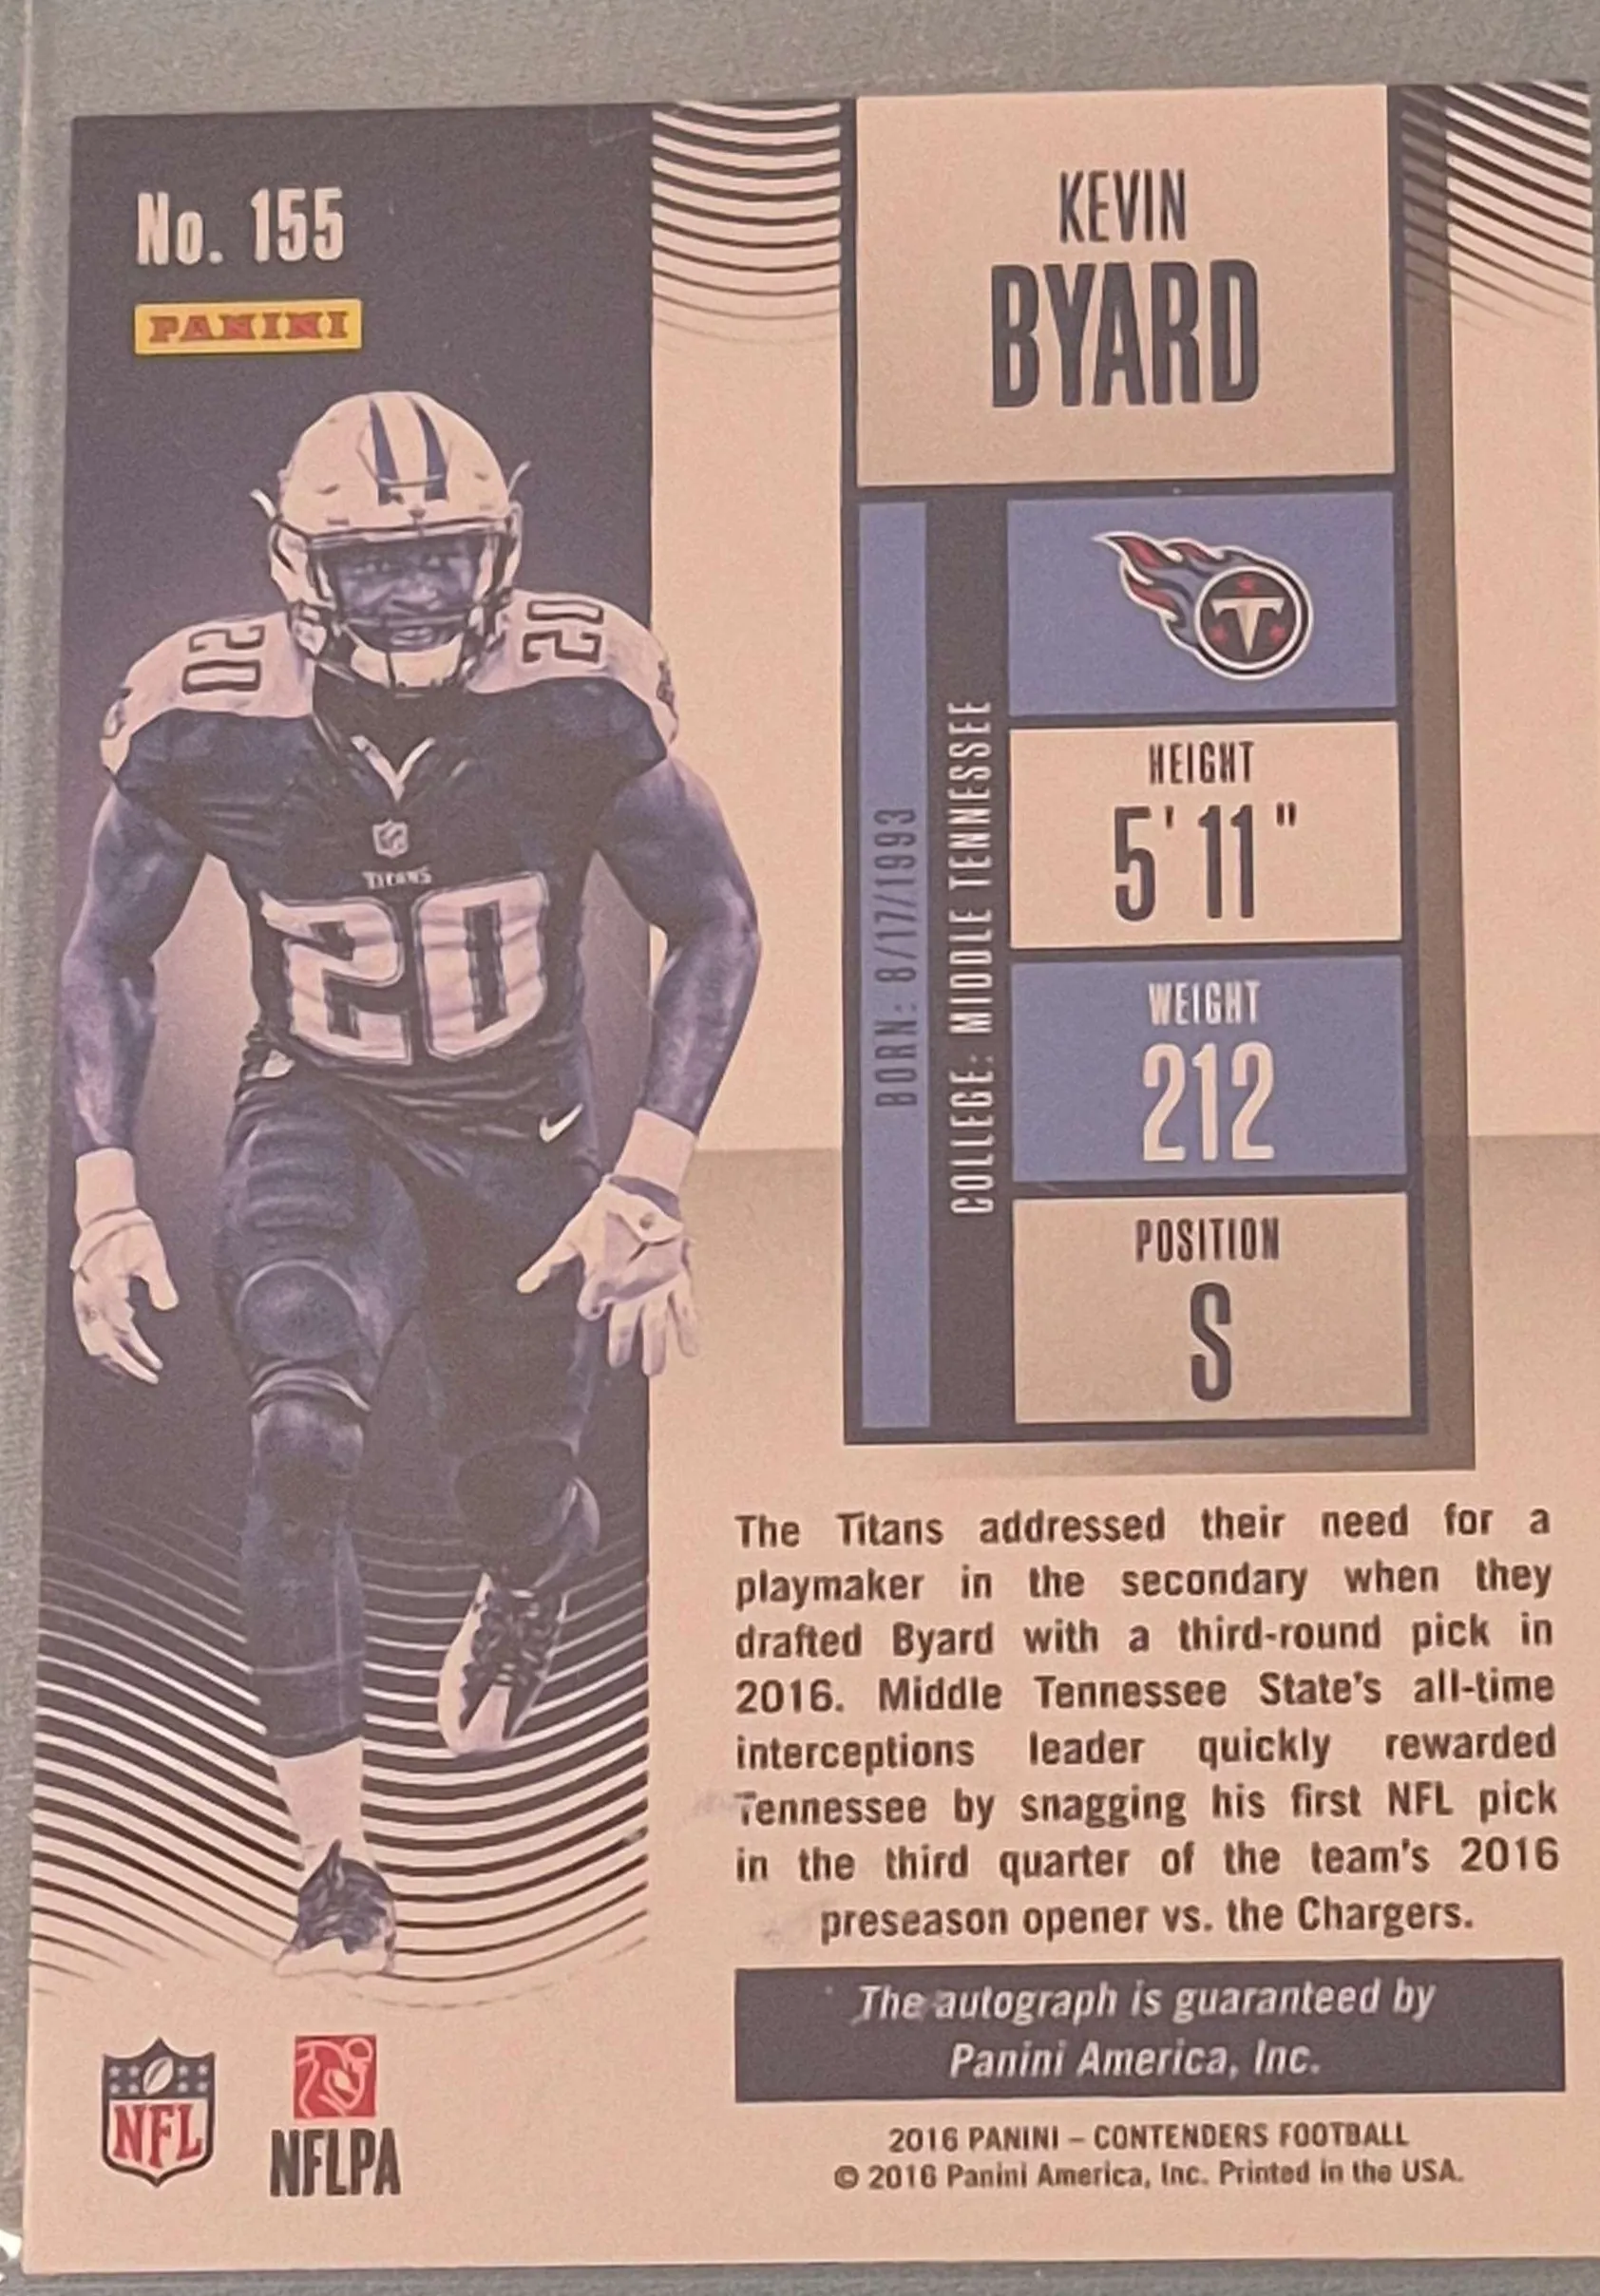 No. 155
PANINI
KEVIN
BYARD
20
20
TITANS
20
BORN: 8/17/1993
COLLEGE: MIDDLE TENNESSEE
T
HEIGHT
5'11"
WEIGHT
212
POSITION
S
The Titans addressed their need for a
playmaker in the secondary when they
drafted Byard with a third-round pick in
2016. Middle Tennessee State's all-time
interceptions leader quickly rewarded
Tennessee by snagging his first NFL pick
in the third quarter of the team's 2016
preseason opener vs. the Chargers.
The autograph is guaranteed by
Panini America, Inc.
NFL
NFLPA
2016 PANINI – CONTENDERS FOOTBALL
© 2016 Panini America, Inc. Printed in the USA.